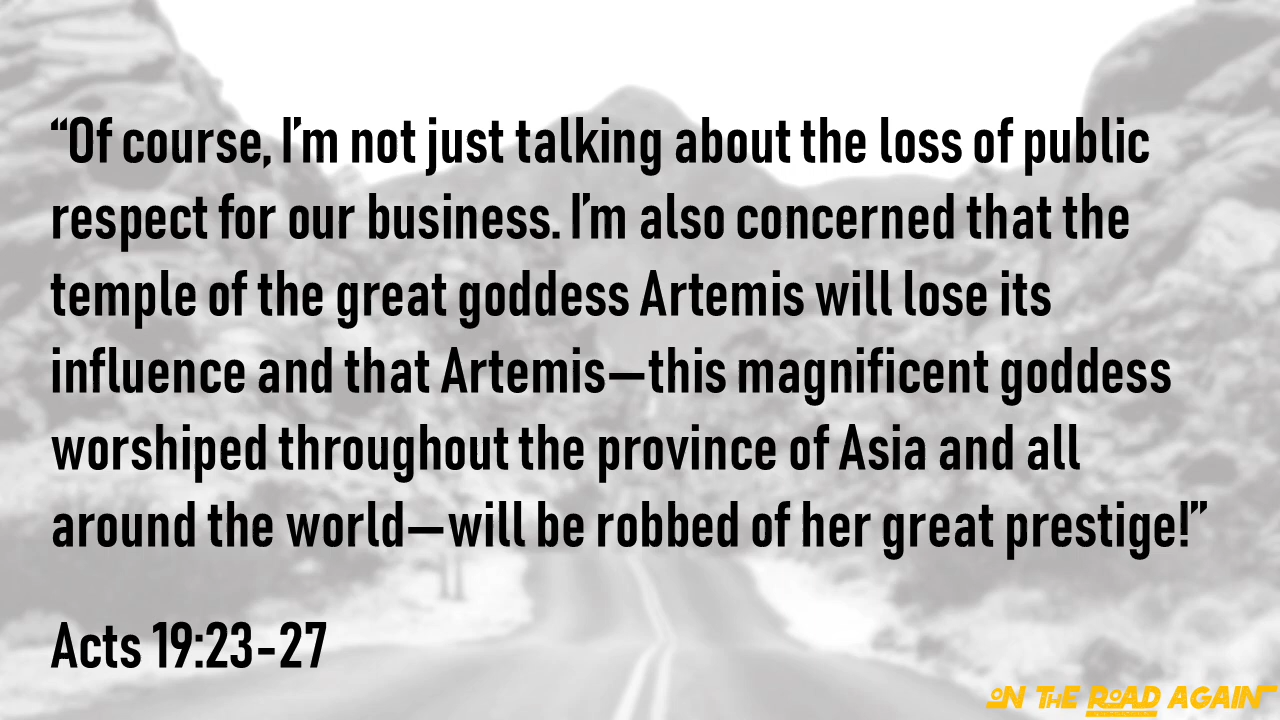 “Of course, I’m not just talking about the loss of public
respect for our business. I’m also concerned that the
temple of the great goddess Artemis will lose its
influence and that Artemis—this magnificent goddess
worshiped throughout the province of Asia and all
around the world—will be robbed of her great prestige!”
Acts 19:23-27
ON THE ROAD AGAIN